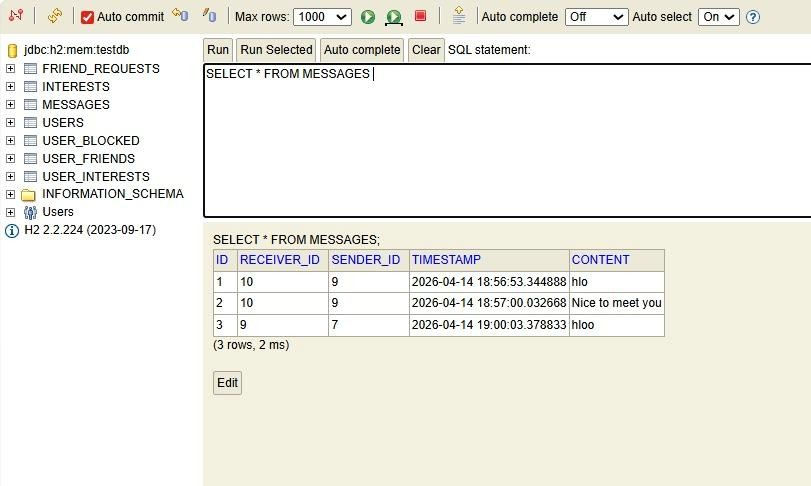 Auto commit Max rows: 1000 Auto complete Off Auto select On
jdbc:h2:mem:testdb
FRIEND_REQUESTS
INTERESTS
MESSAGES
USERS
USER_BLOCKED
USER_FRIENDS
USER_INTERESTS
INFORMATION_SCHEMA
Users
H2 2.2.224 (2023-09-17)
Run Run Selected Auto complete Clear SQL statement:
SELECT * FROM MESSAGES
SELECT * FROM MESSAGES;
ID RECEIVER_ID SENDER_ID TIMESTAMP CONTENT
1 10 9 2026-04-14 18:56:53.344888 hlo
2 10 9 2026-04-14 18:57:00.032668 Nice to meet you
3 9 7 2026-04-14 19:00:03.378833 hloo
(3 rows, 2 ms)
Edit